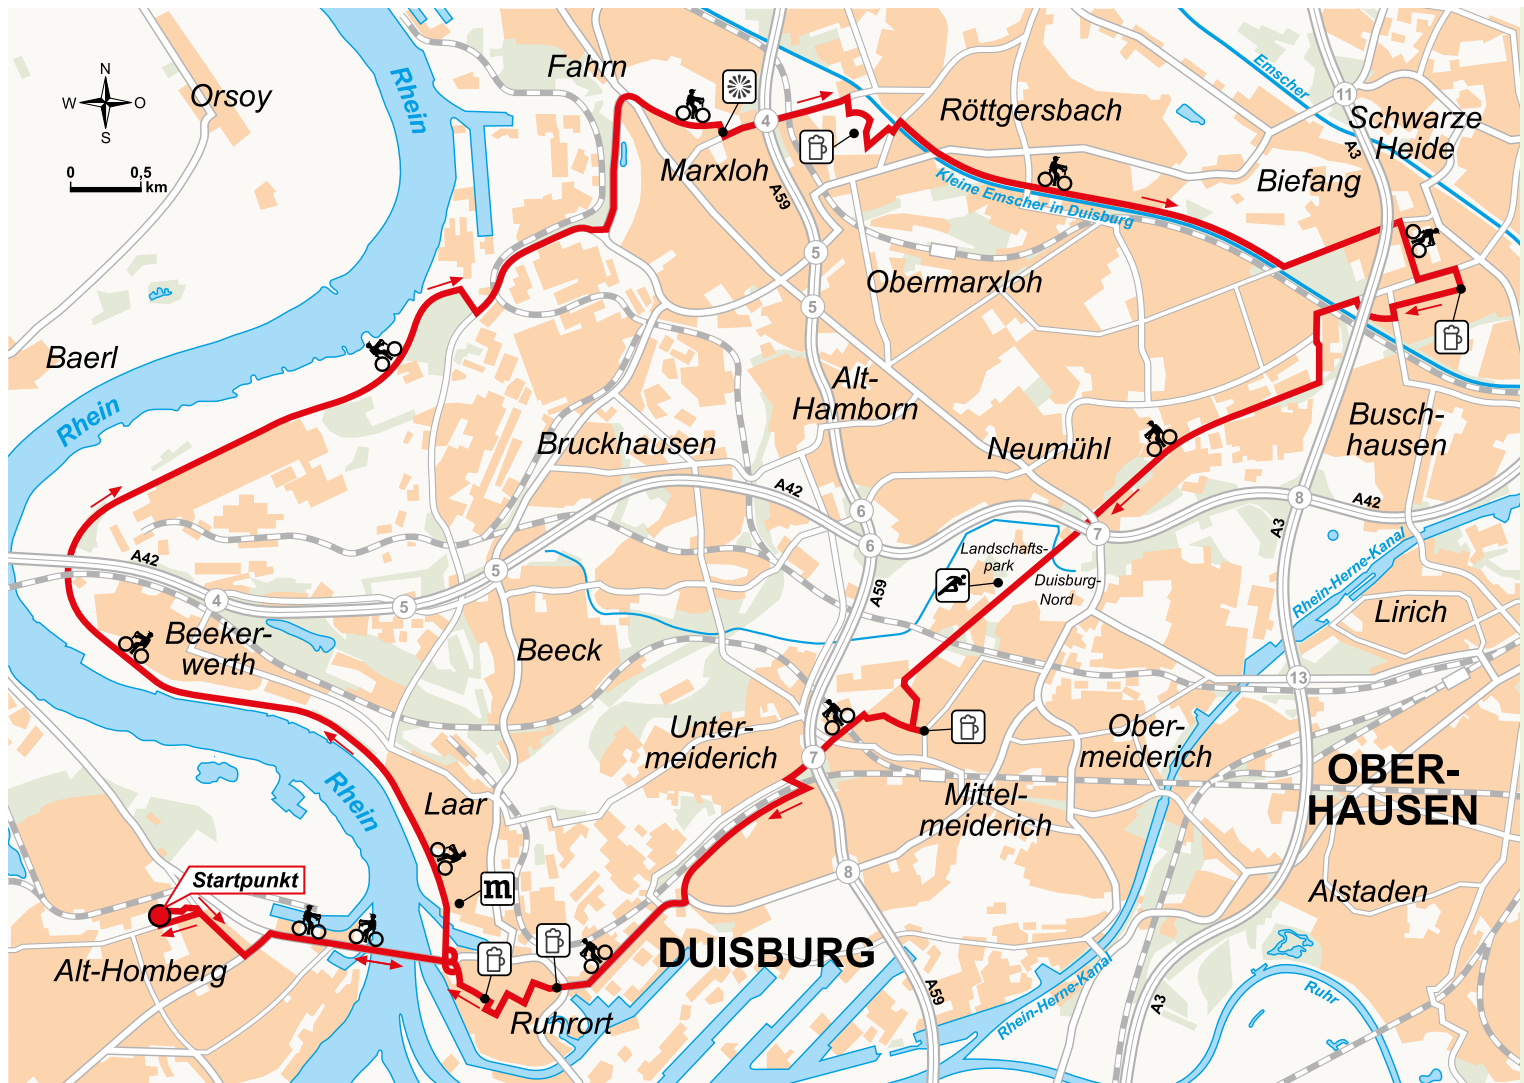 Fahrn
Rhein
N
W
O
S
Orsoy
0
0,5
km
4
Marxloh
A59
Röttgersbach
Emscher
11
Schwarze
Heide
A3
Biefang
Kleine Emscher in Duisburg
5
Obermarxloh
5
Baerl
Rhein
Alt-
Hamborn
Bruckhausen
Neumühl
Busch-
hausen
A42
6
6
8
A42
A3
7
A42
5
4
5
A59
Landschafts-
park
Duisburg-
Nord
Rhein-Herne-Kanal
Lirich
Beeker-
werth
Beeck
13
Unter-
meiderich
7
Ober-
meiderich
OBER-
HAUSEN
Rhein
Laar
Mittel-
meiderich
8
Startpunkt
m
Alstaden
DUISBURG
Alt-Homberg
Ruhrort
A59
Rhein-Herne-Kanal
A3
Ruhr